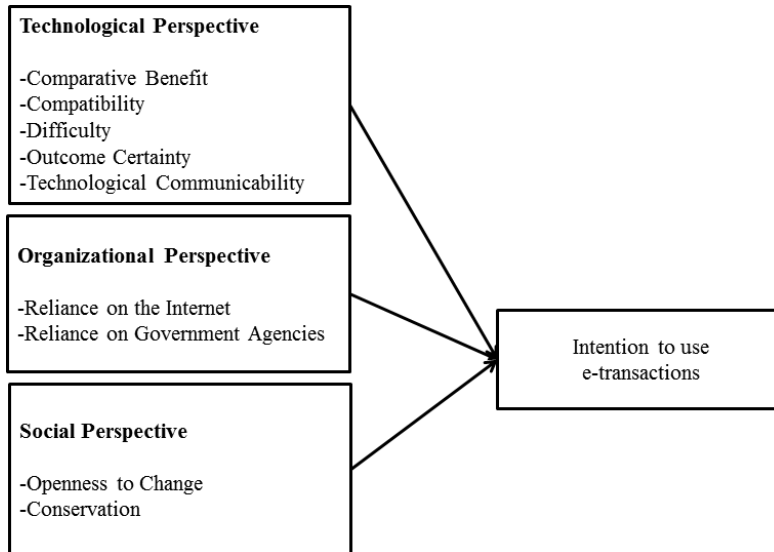 Technological Perspective
-Comparative Benefit
-Compatibility
-Difficulty
-Outcome Certainty
-Technological Communicability
Organizational Perspective
-Reliance on the Internet
-Reliance on Government Agencies
Social Perspective
-Openness to Change
-Conservation
Intention to use
e-transactions